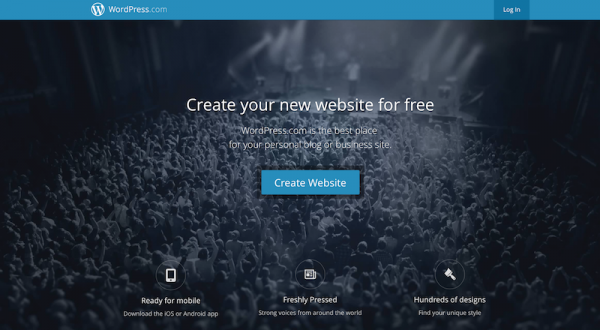 WordPress.com
Log In
Create your new website for free
WordPress.com is the best place
for your personal blog or business site.
Create Website
Ready for mobile
Download the iOS or Android app
Freshly Pressed
Strong voices from around the world
Hundreds of designs
Find your unique style